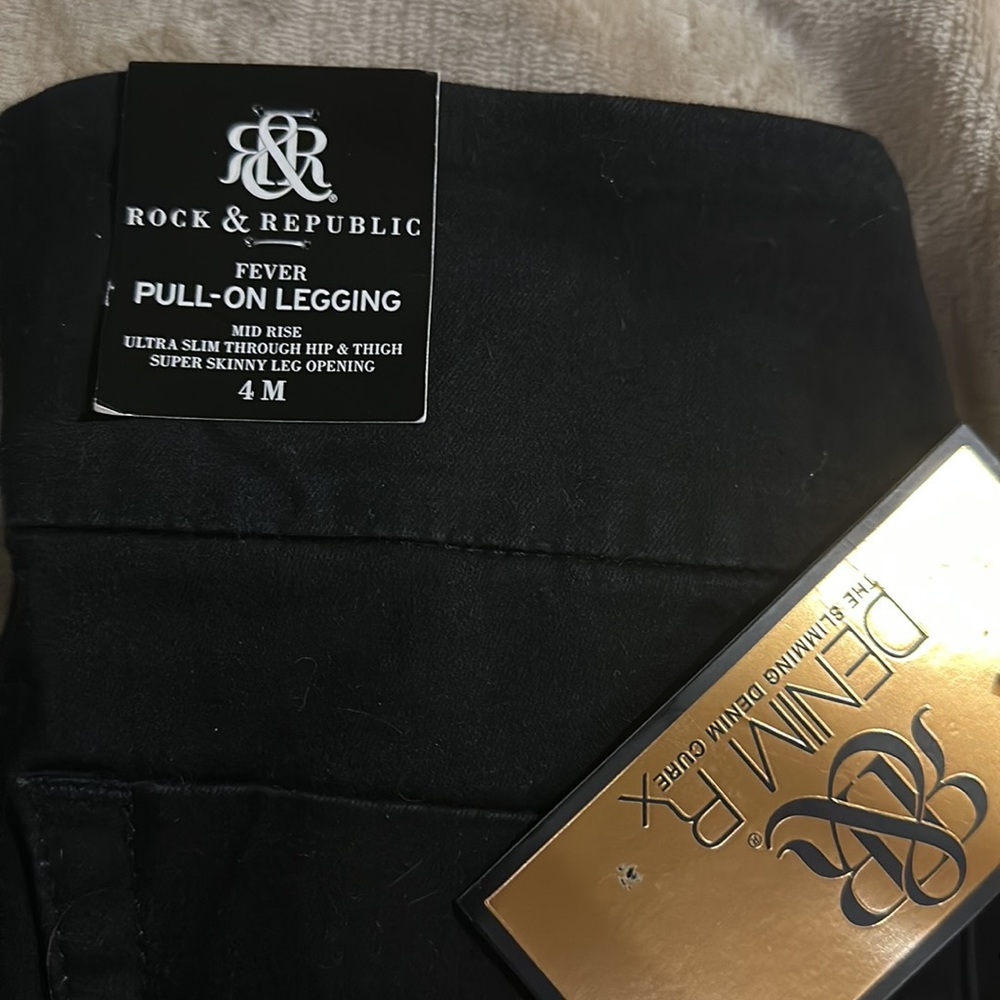 R&R®
ROCK & REPUBLIC
FEVER
PULL-ON LEGGING
MID RISE
ULTRA SLIM THROUGH HIP & THIGH
SUPER SKINNY LEG OPENING
4 M
R&R
DENIM RX®
THE SLIMMING DENIM CURE